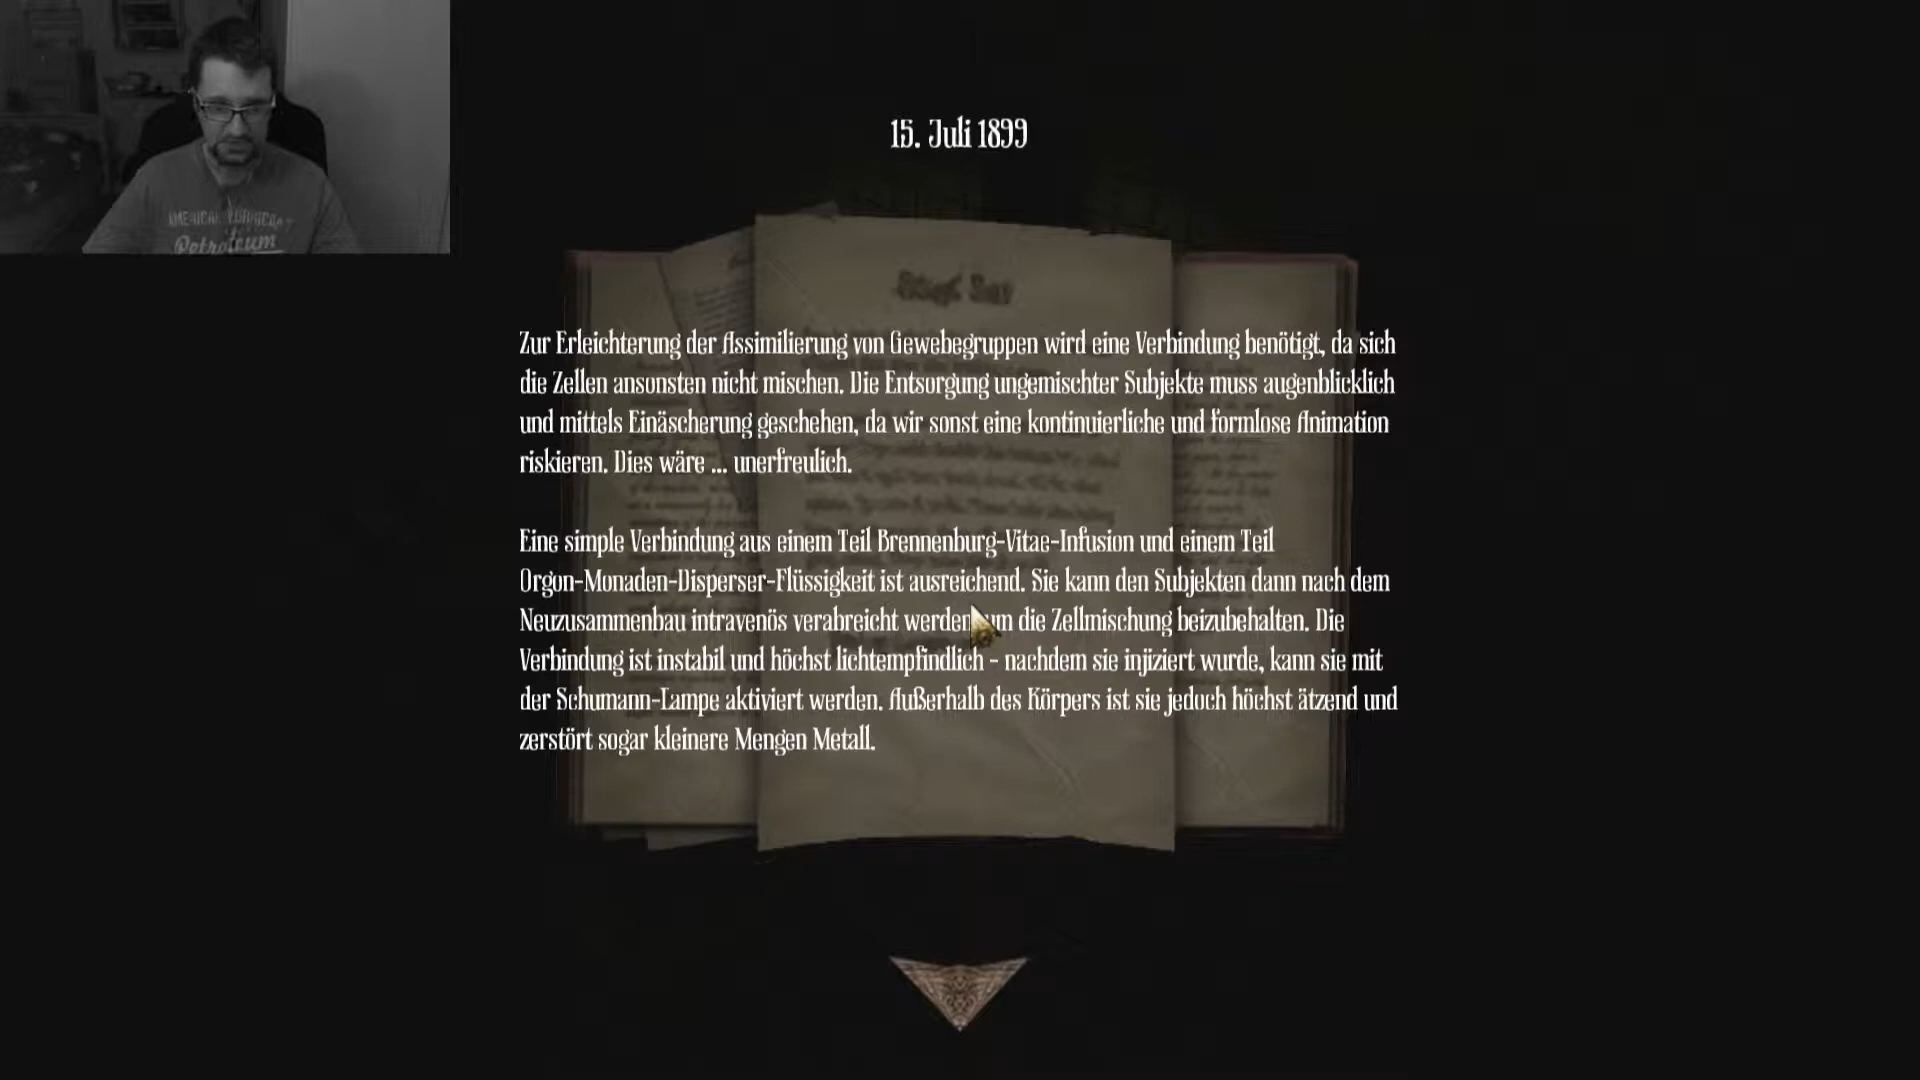 AMERICAN
Petroleum
15. Juli 1899
Zur Erleichterung der Assimilierung von Gewebegruppen wird eine Verbindung benötigt, da sich
die Zellen ansonsten nicht mischen. Die Entsorgung ungemischter Subjekte muss augenblicklich
und mittels Einäscherung geschehen, da wir sonst eine kontinuierliche und formlose Animation
riskieren. Dies wäre ... unerfreulich.
Eine simple Verbindung aus einem Teil Brennenburg-Vitae-Infusion und einem Teil
Orgon-Monaden-Disperser-Flüssigkeit ist ausreichend. Sie kann den Subjekten dann nach dem
Neuzusammenbau intravenös verabreicht werden um die Zellmischung beizubehalten. Die
Verbindung ist instabil und höchst lichtempfindlich - nachdem sie injiziert wurde, kann sie mit
der Schumann-Lampe aktiviert werden. Außerhalb des Körpers ist sie jedoch höchst ätzend und
zerstört sogar kleinere Mengen Metall.